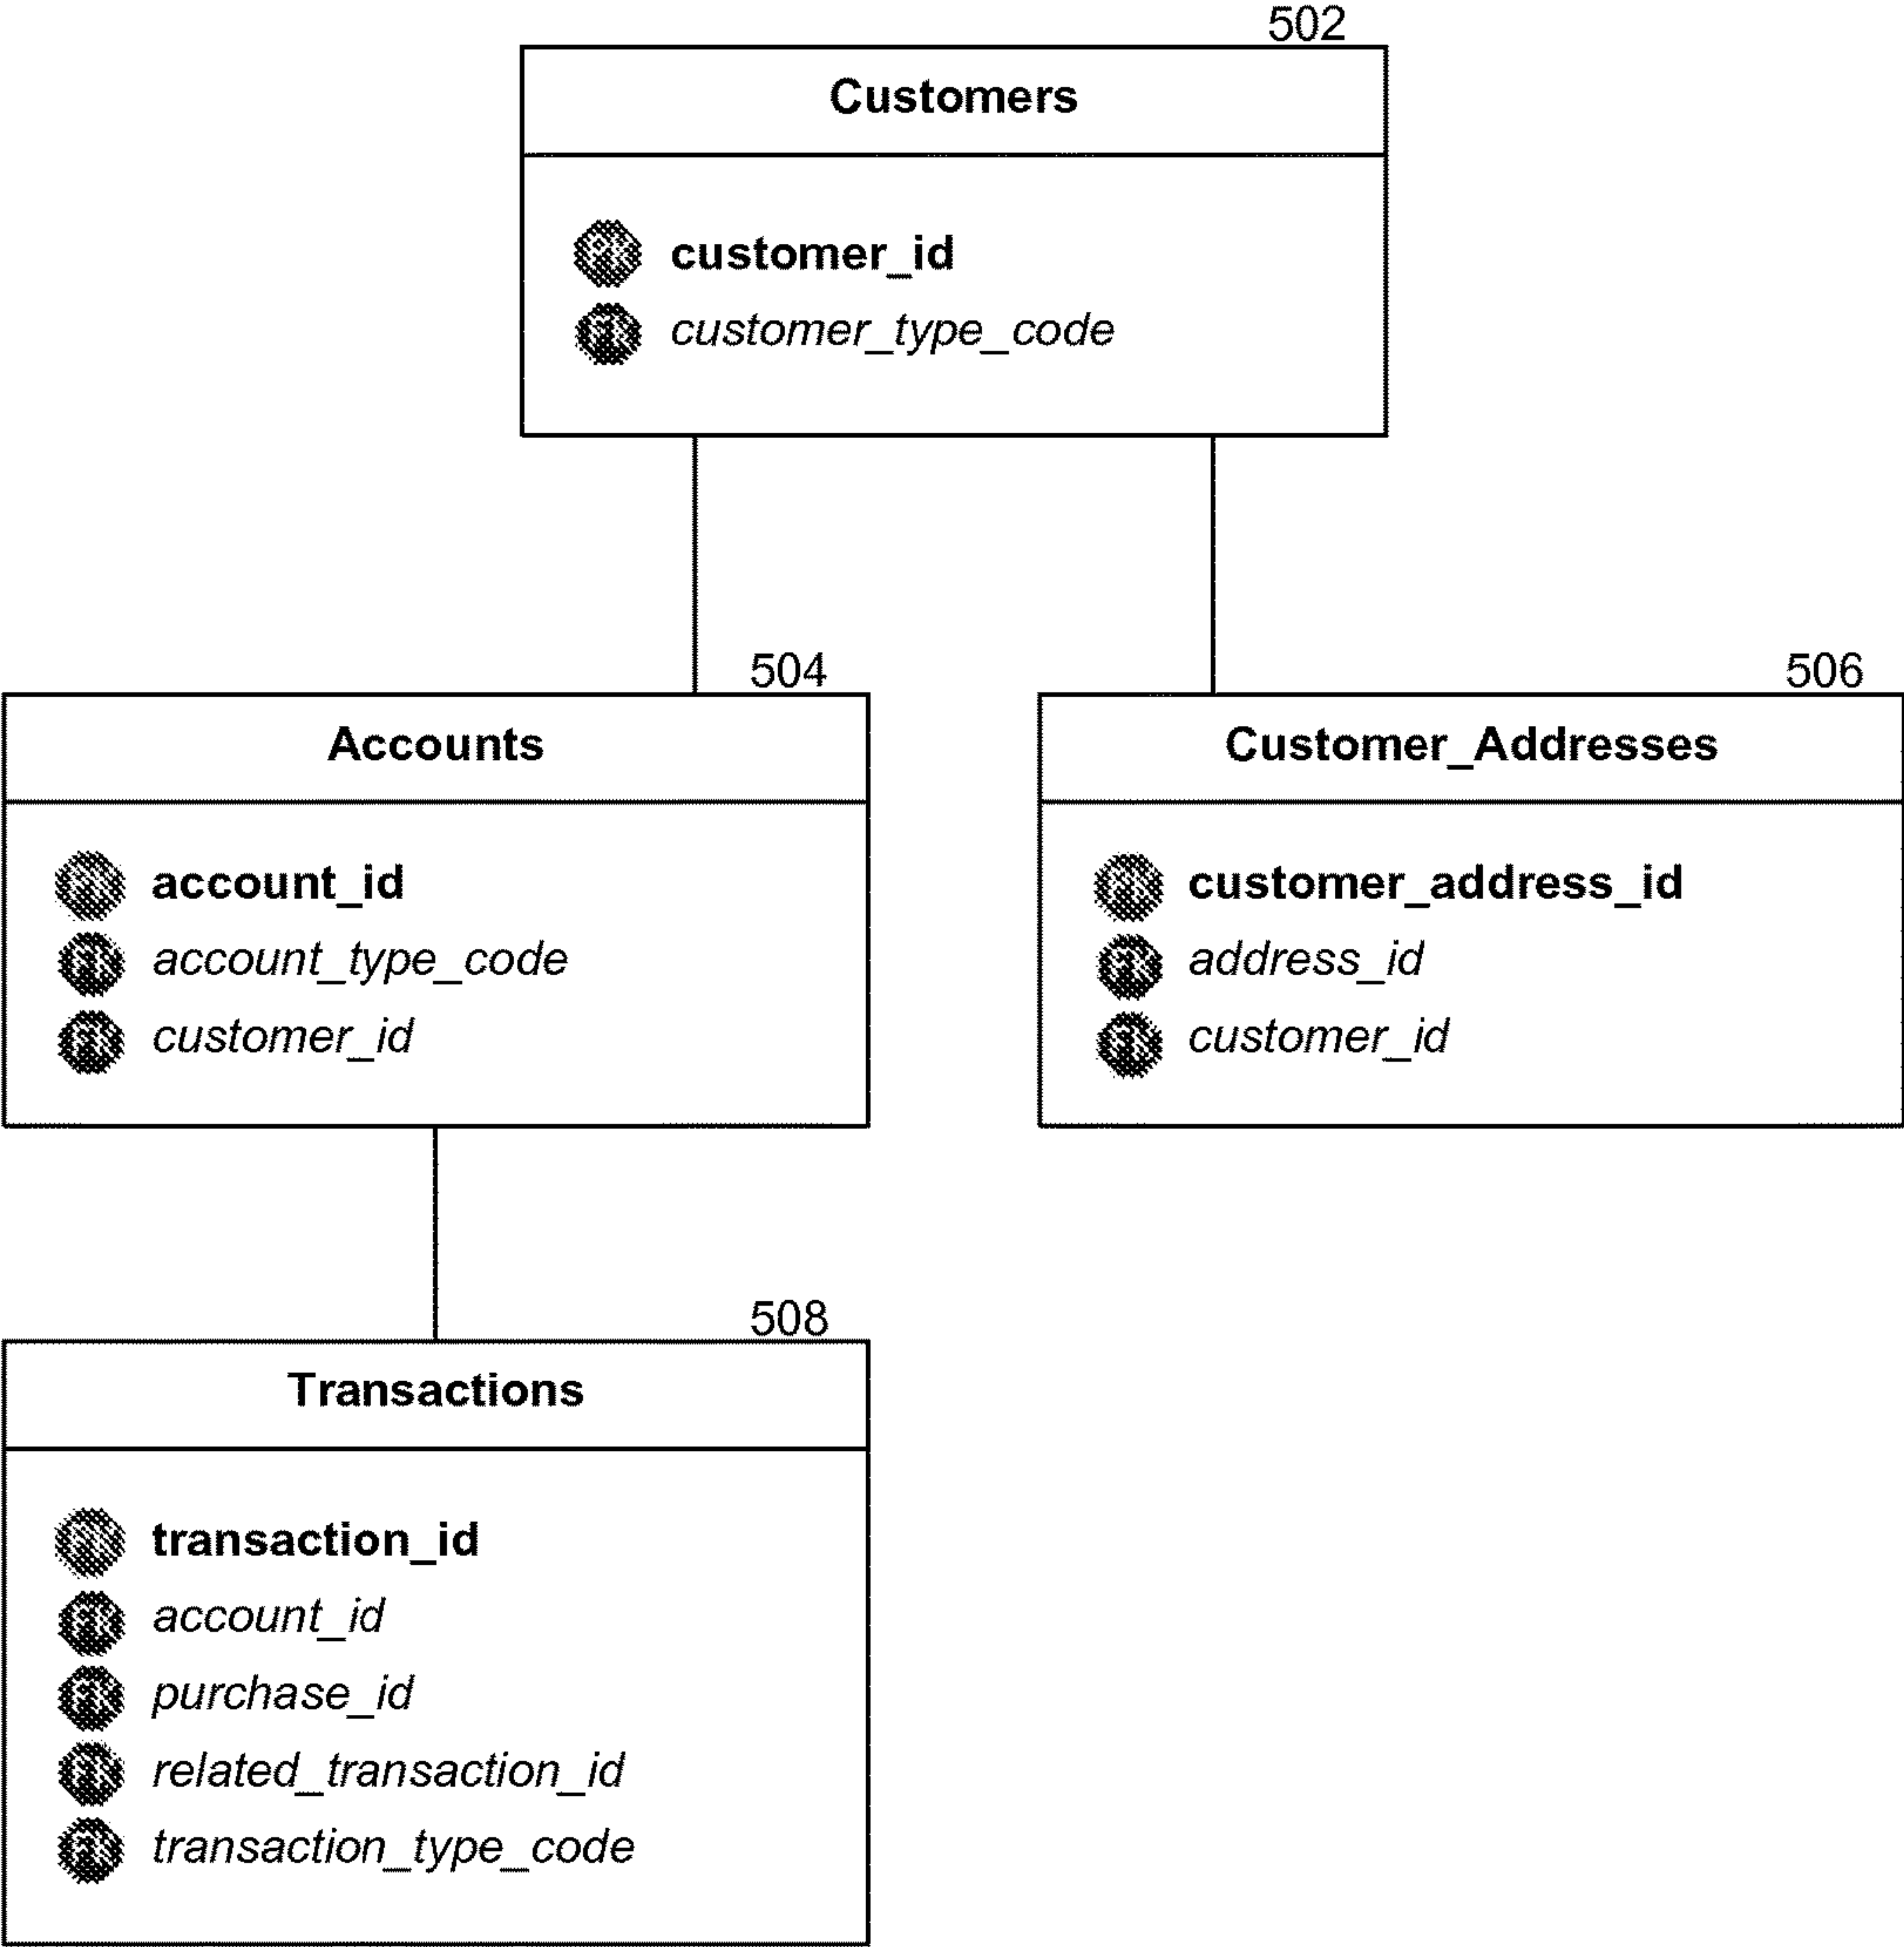 502
Customers
customer_id
customer_type_code
504
Accounts
account_id
account_type_code
customer_id
506
Customer_Addresses
customer_address_id
address_id
customer_id
508
Transactions
transaction_id
account_id
purchase_id
related_transaction_id
transaction_type_code